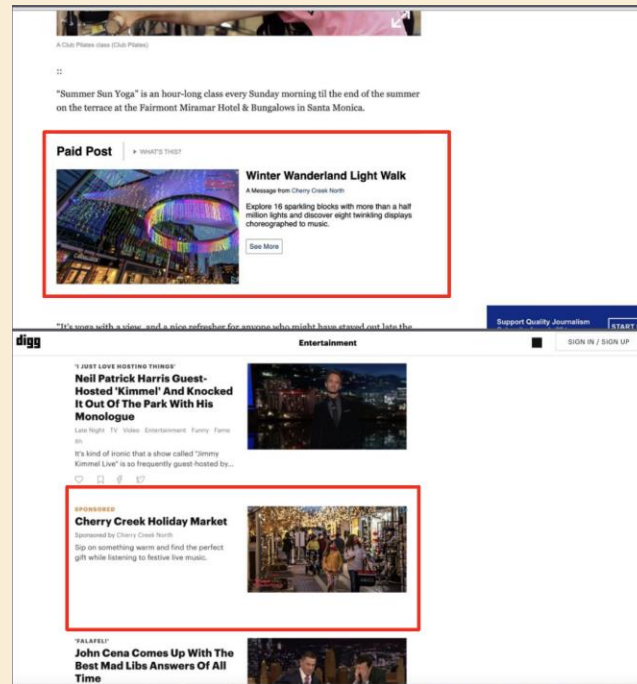 A Club Pilates class (Club Pilates)
::
“Summer Sun Yoga” is an hour-long class every Sunday morning til the end of the summer
on the terrace at the Fairmont Miramar Hotel & Bungalows in Santa Monica.
Paid Post
▸ WHAT'S THIS?
Winter Wanderland Light Walk
A Message from Cherry Creek North
Explore 16 sparkling blocks with more than a half
million lights and discover eight twinkling displays
choreographed to music.
See More
Support Quality Journalism
START
"It's yoga with a view, and a nice refresher for anyone who might have stayed out late the
digg
Entertainment
SIGN IN / SIGN UP
'I JUST LOVE HOSTING THINGS'
Neil Patrick Harris Guest-
Hosted 'Kimmel' And Knocked
It Out Of The Park With His
Monologue
Late Night TV Video Entertainment Funny Fame
on
It's kind of ironic that a show called "Jimmy
Kimmel Live" is so frequently guest-hosted by...
SPONSORED
Cherry Creek Holiday Market
Sponsored by Cherry Creek North
Sip on something warm and find the perfect
gift while listening to festive live music.
'FALAFEL!'
John Cena Comes Up With The
Best Mad Libs Answers Of All
Time